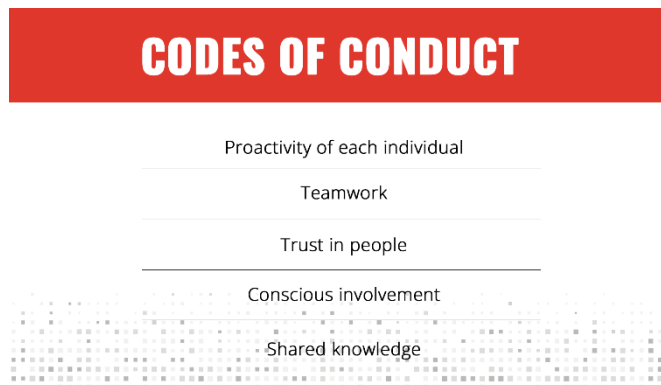 CODES OF CONDUCT
Proactivity of each individual
Teamwork
Trust in people
Conscious involvement
Shared knowledge